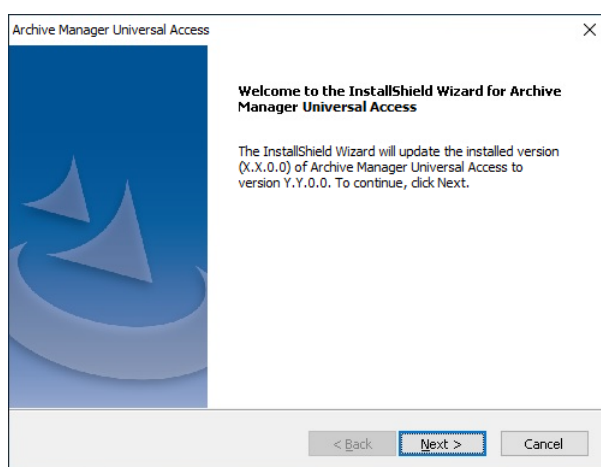 Archive Manager Universal Access
Welcome to the InstallShield Wizard for Archive
Manager Universal Access
The InstallShield Wizard will update the installed version
(X.X.0.0) of Archive Manager Universal Access to
version Y.Y.0.0. To continue, click Next.
< Back
Next >
Cancel